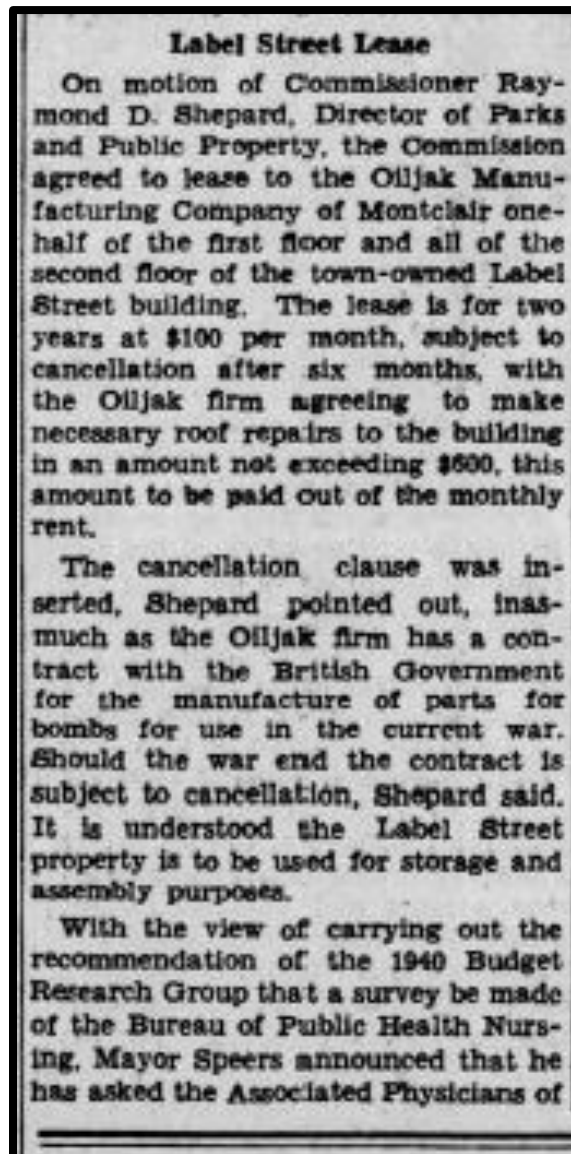 Label Street Lease
On motion of Commissioner Ray-
mond D. Shepard, Director of Parks
and Public Property, the Commission
agreed to lease to the Oiljak Manu-
facturing Company of Montclair one-
half of the first floor and all of the
second floor of the town-owned Label
Street building. The lease is for two
years at $100 per month, subject to
cancellation after six months, with
the Oiljak firm agreeing to make
necessary roof repairs to the building
in an amount not exceeding $600, this
amount to be paid out of the monthly
rent.
The cancellation clause was in-
serted, Shepard pointed out, inas-
much as the Oiljak firm has a con-
tract with the British Government
for the manufacture of parts for
bombs for use in the current war.
Should the war end the contract is
subject to cancellation, Shepard said.
It is understood the Label Street
property is to be used for storage and
assembly purposes.
With the view of carrying out the
recommendation of the 1940 Budget
Research Group that a survey be made
of the Bureau of Public Health Nurs-
ing, Mayor Speers announced that he
has asked the Associated Physicians of